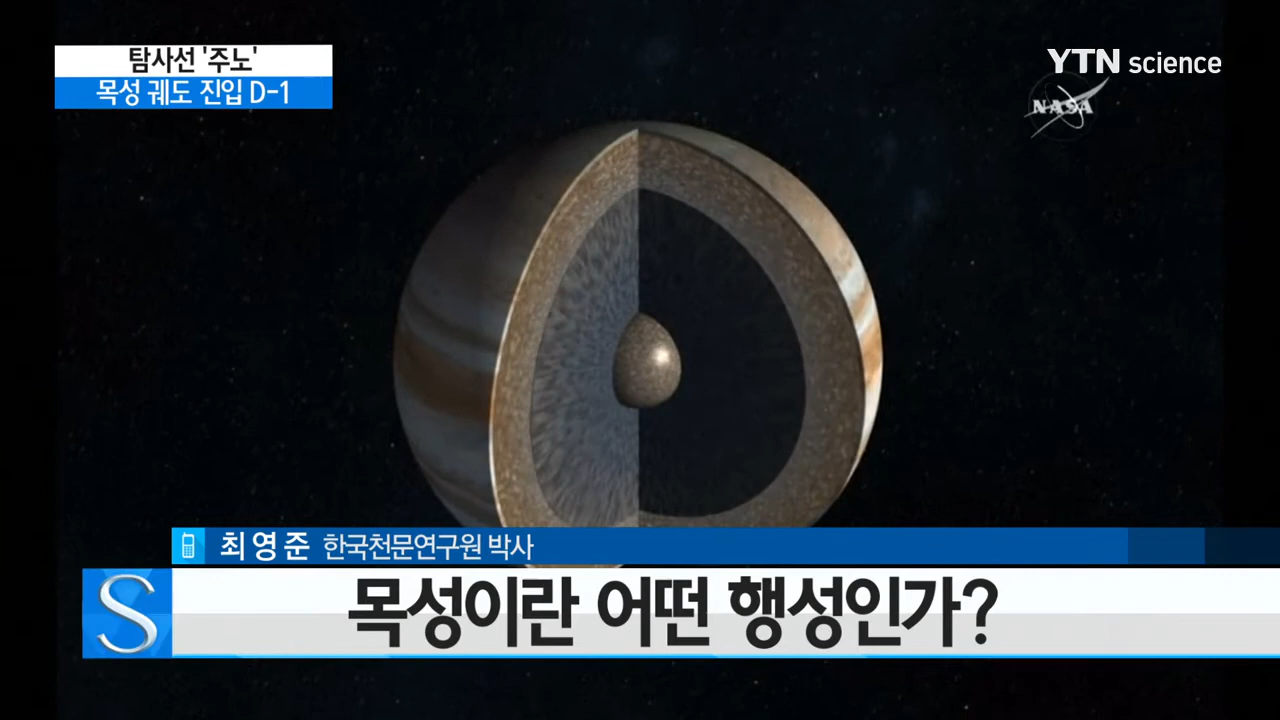 탐사선 '주노'
목성 궤도 진입 D-1
YTN science
NASA
최영준 한국천문연구원 박사
S
목성이란 어떤 행성인가?